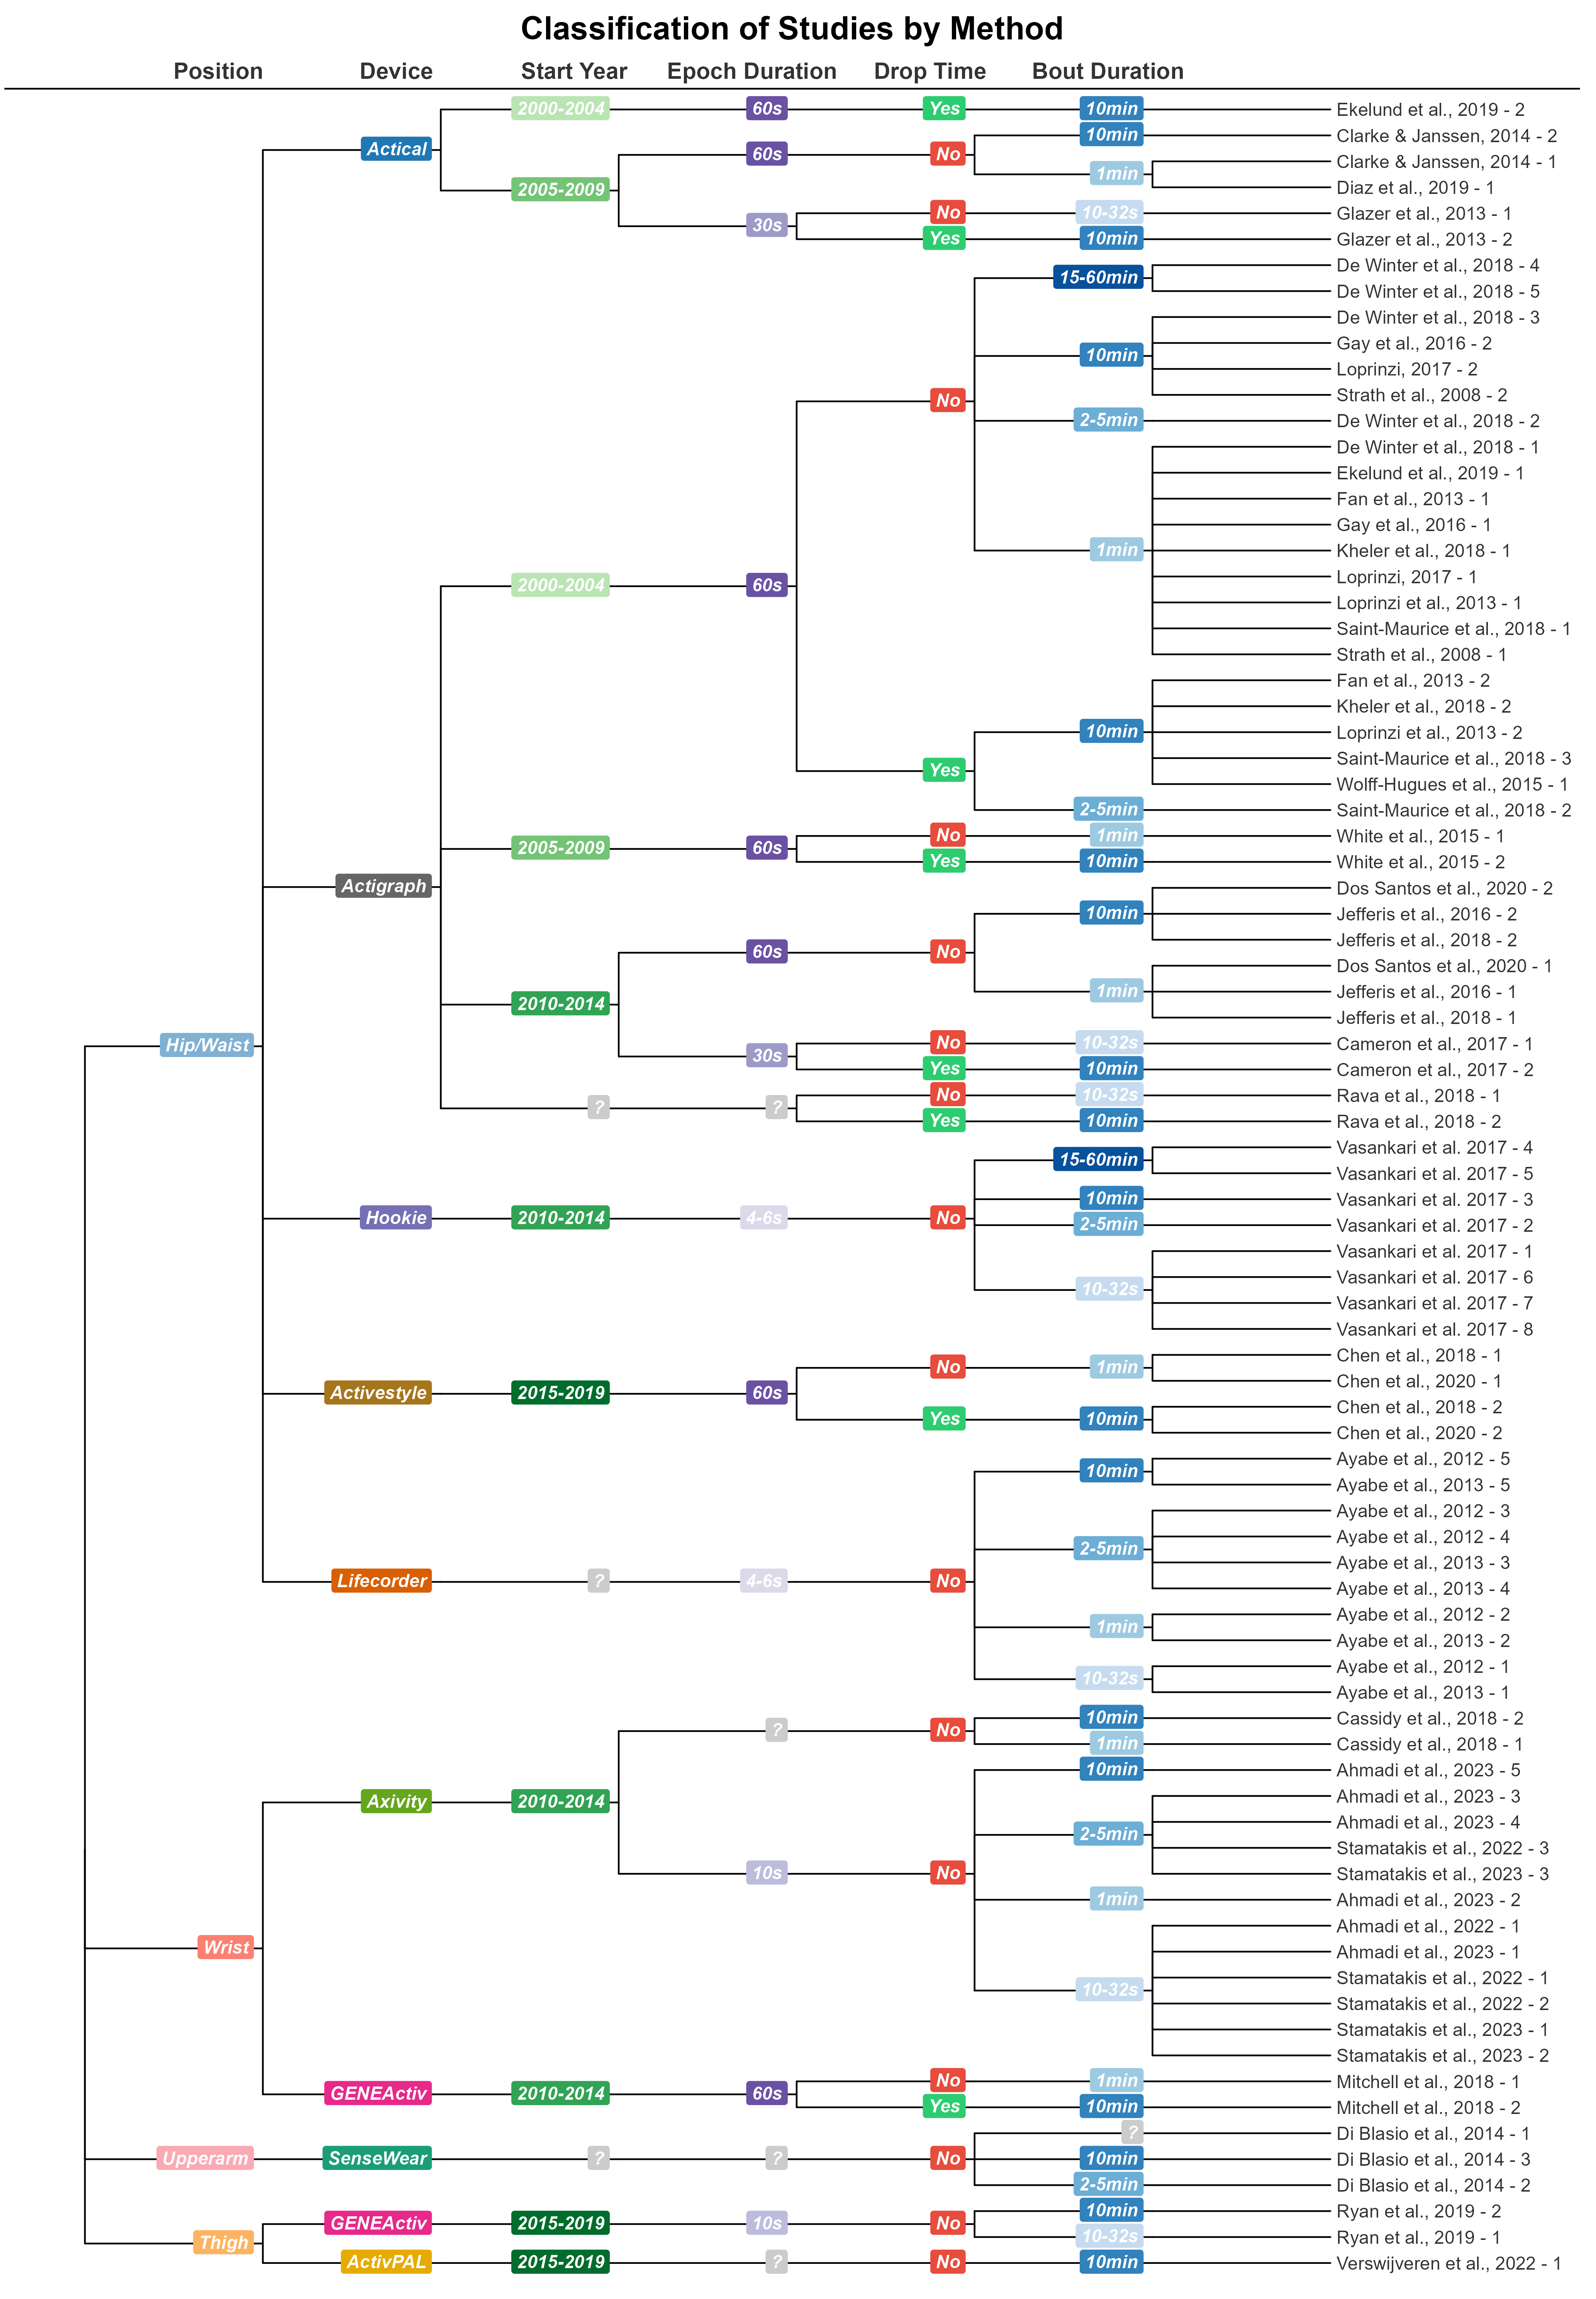 Classification of Studies by Method
Position Device Start Year Epoch Duration Drop Time Bout Duration
2000-2004 60s Yes 10min Ekelund et al., 2019 - 2
10min Clarke & Janssen, 2014 - 2
Actical 60s No
Clarke & Janssen, 2014 - 1
1min
2005-2009 Diaz et al., 2019 - 1
No 10-32s Glazer et al., 2013 - 1
30s
Yes 10min Glazer et al., 2013 - 2
De Winter et al., 2018 - 4
15-60min
De Winter et al., 2018 - 5
De Winter et al., 2018 - 3
Gay et al., 2016 - 2
10min
Loprinzi, 2017 - 2
Strath et al., 2008 - 2
No
2-5min De Winter et al., 2018 - 2
De Winter et al., 2018 - 1
Ekelund et al., 2019 - 1
Fan et al., 2013 - 1
Gay et al., 2016 - 1
1min Kheler et al., 2018 - 1
2000-2004 60s Loprinzi, 2017 - 1
Loprinzi et al., 2013 - 1
Saint-Maurice et al., 2018 - 1
Strath et al., 2008 - 1
Fan et al., 2013 - 2
Kheler et al., 2018 - 2
10min Loprinzi et al., 2013 - 2
Saint-Maurice et al., 2018 - 3
Yes
Wolff-Hugues et al., 2015 - 1
2-5min Saint-Maurice et al., 2018 - 2
No 1min White et al., 2015 - 1
2005-2009 60s
Yes 10min White et al., 2015 - 2
Actigraph Dos Santos et al., 2020 - 2
10min Jefferis et al., 2016 - 2
Jefferis et al., 2018 - 2
60s No
Dos Santos et al., 2020 - 1
1min Jefferis et al., 2016 - 1
2010-2014
Jefferis et al., 2018 - 1
Hip/Waist No 10-32s Cameron et al., 2017 - 1
30s
Yes 10min Cameron et al., 2017 - 2
No 10-32s Rava et al., 2018 - 1
? ?
Yes 10min Rava et al., 2018 - 2
Vasankari et al. 2017 - 4
15-60min
Vasankari et al. 2017 - 5
10min Vasankari et al. 2017 - 3
Hookie 2010-2014 4-6s No
2-5min Vasankari et al. 2017 - 2
Vasankari et al. 2017 - 1
Vasankari et al. 2017 - 6
10-32s
Vasankari et al. 2017 - 7
Vasankari et al. 2017 - 8
Chen et al., 2018 - 1
No 1min
Chen et al., 2020 - 1
Activestyle 2015-2019 60s
Chen et al., 2018 - 2
Yes 10min
Chen et al., 2020 - 2
Ayabe et al., 2012 - 5
10min
Ayabe et al., 2013 - 5
Ayabe et al., 2012 - 3
Ayabe et al., 2012 - 4
2-5min
Ayabe et al., 2013 - 3
Lifecorder ? 4-6s No
Ayabe et al., 2013 - 4
Ayabe et al., 2012 - 2
1min
Ayabe et al., 2013 - 2
Ayabe et al., 2012 - 1
10-32s
Ayabe et al., 2013 - 1
10min Cassidy et al., 2018 - 2
? No
1min Cassidy et al., 2018 - 1
10min Ahmadi et al., 2023 - 5
Axivity 2010-2014 Ahmadi et al., 2023 - 3
Ahmadi et al., 2023 - 4
2-5min
Stamatakis et al., 2022 - 3
10s No Stamatakis et al., 2023 - 3
1min Ahmadi et al., 2023 - 2
Ahmadi et al., 2022 - 1
Wrist Ahmadi et al., 2023 - 1
Stamatakis et al., 2022 - 1
10-32s
Stamatakis et al., 2022 - 2
Stamatakis et al., 2023 - 1
Stamatakis et al., 2023 - 2
No 1min Mitchell et al., 2018 - 1
GENEActiv 2010-2014 60s
Yes 10min Mitchell et al., 2018 - 2
? Di Blasio et al., 2014 - 1
Upperarm SenseWear ? ? No 10min Di Blasio et al., 2014 - 3
2-5min Di Blasio et al., 2014 - 2
10min Ryan et al., 2019 - 2
GENEActiv 2015-2019 10s No
Thigh 10-32s Ryan et al., 2019 - 1
ActivPAL 2015-2019 ? No 10min Verswijveren et al., 2022 - 1